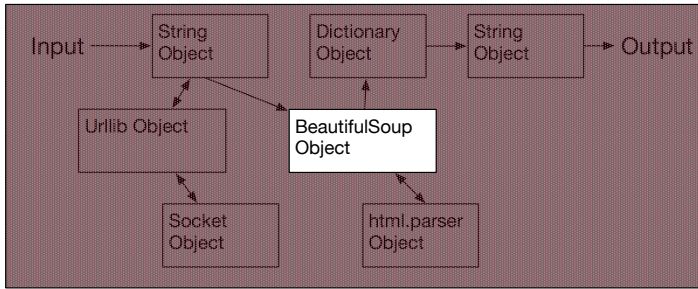 Input
String
Object
Dictionary
Object
String
Object
Output
Urllib Object
BeautifulSoup
Object
Socket
Object
html.parser
Object